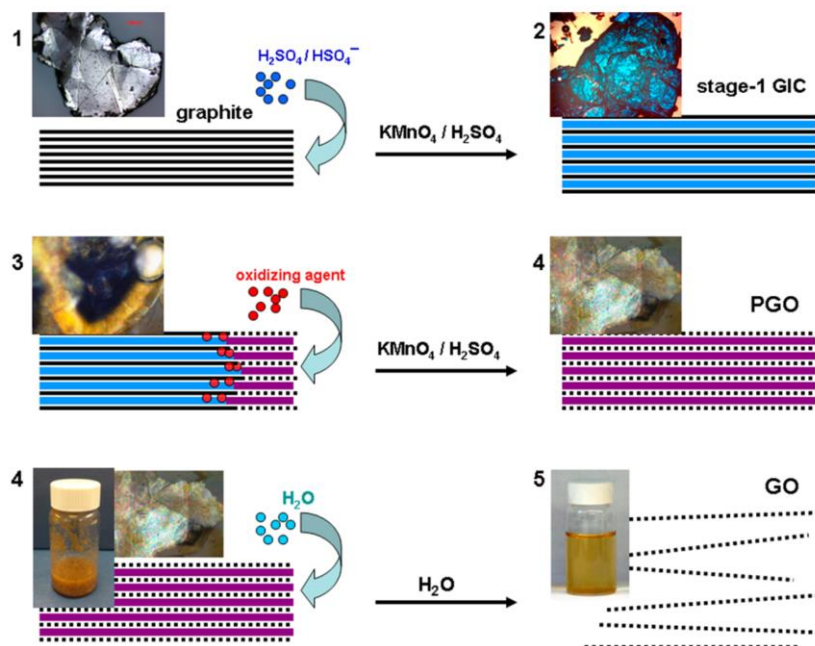 1
H₂SO₄ / HSO₄⁻
graphite
KMnO₄ / H₂SO₄
2
stage-1 GIC
3
oxidizing agent
KMnO₄ / H₂SO₄
4
PGO
4
H₂O
H₂O
5
GO